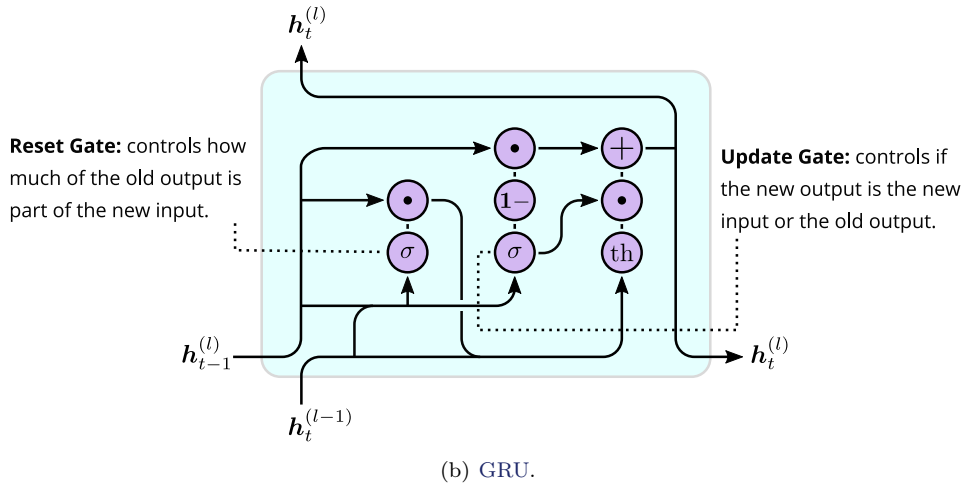 h_t^{(l)}
Reset Gate: controls how
much of the old output is
part of the new input.
Update Gate: controls if
the new output is the new
input or the old output.
• +
• 1− •
σ σ th
h_{t−1}^{(l)} h_t^{(l)}
h_t^{(l−1)}
(b) GRU.